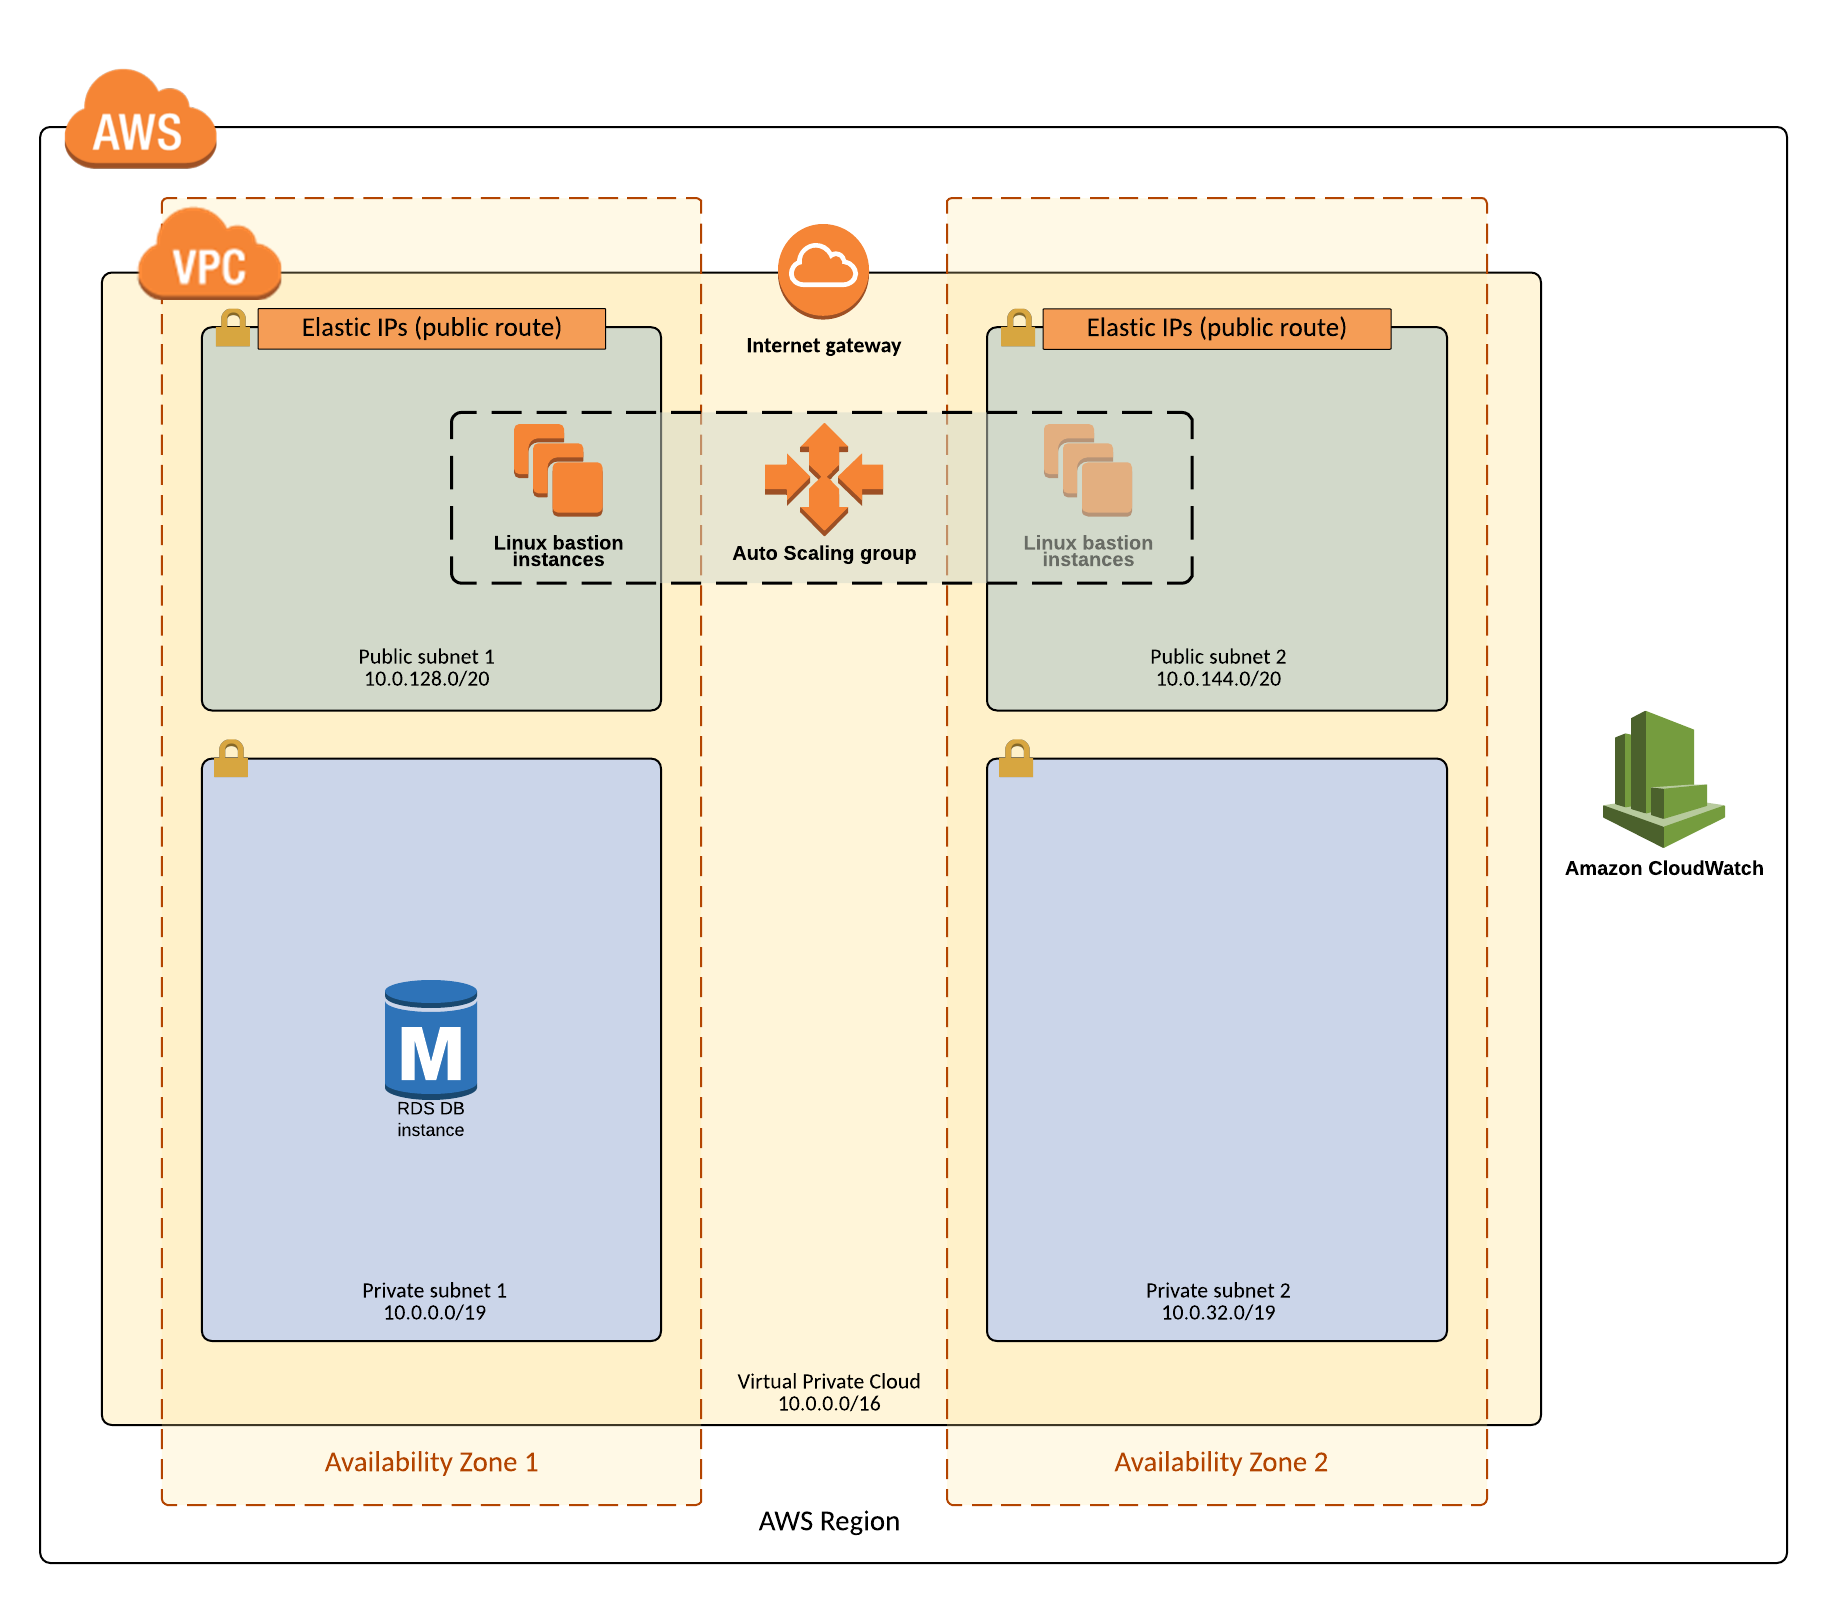 AWS
VPC
Elastic IPs (public route)
Internet gateway
Elastic IPs (public route)
Linux bastion
instances
Auto Scaling group
Linux bastion
instances
Public subnet 1
10.0.128.0/20
Public subnet 2
10.0.144.0/20
Amazon CloudWatch
M
RDS DB
instance
Private subnet 1
10.0.0.0/19
Private subnet 2
10.0.32.0/19
Virtual Private Cloud
10.0.0.0/16
Availability Zone 1
Availability Zone 2
AWS Region